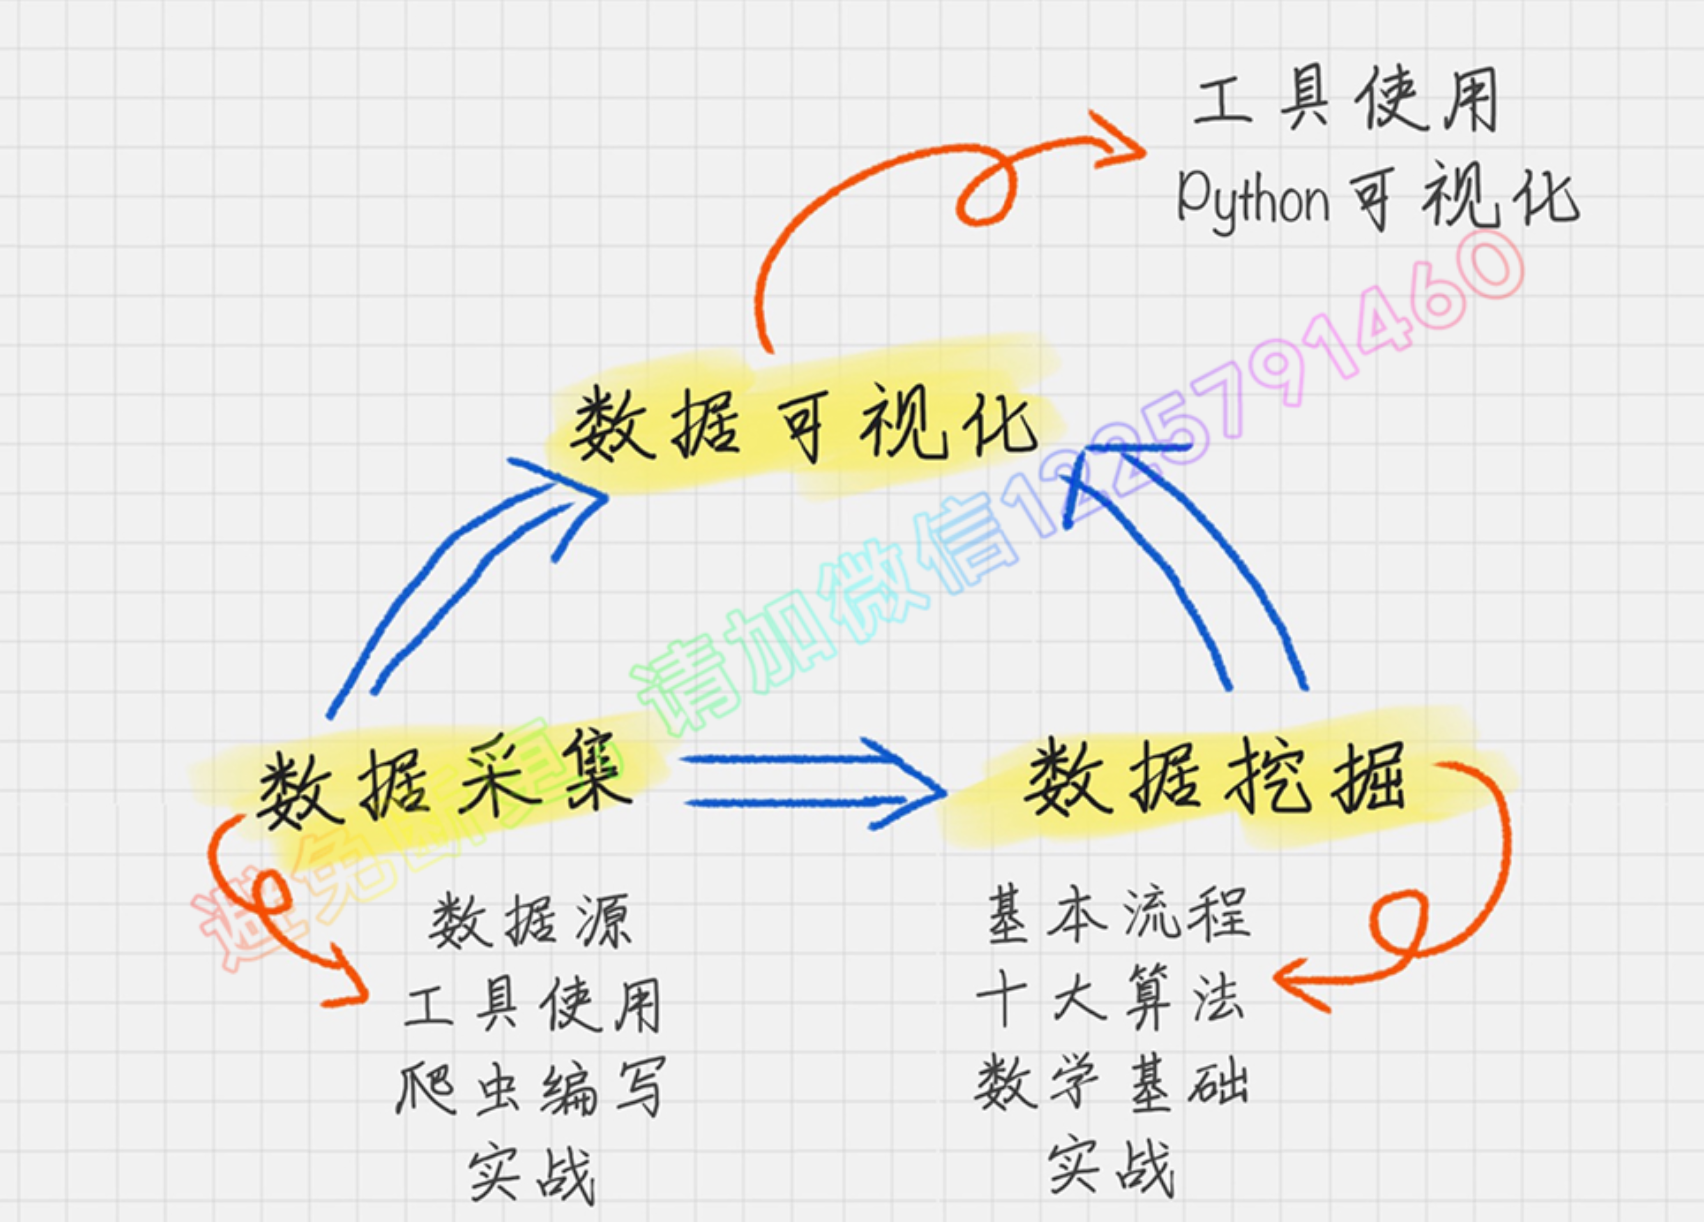 工具使用
Python可视化
数据可视化
数据采集
数据挖掘
数据源
工具使用
爬虫编写
实战
基本流程
十大算法
数学基础
实战
避免断更，请加微信1225791460